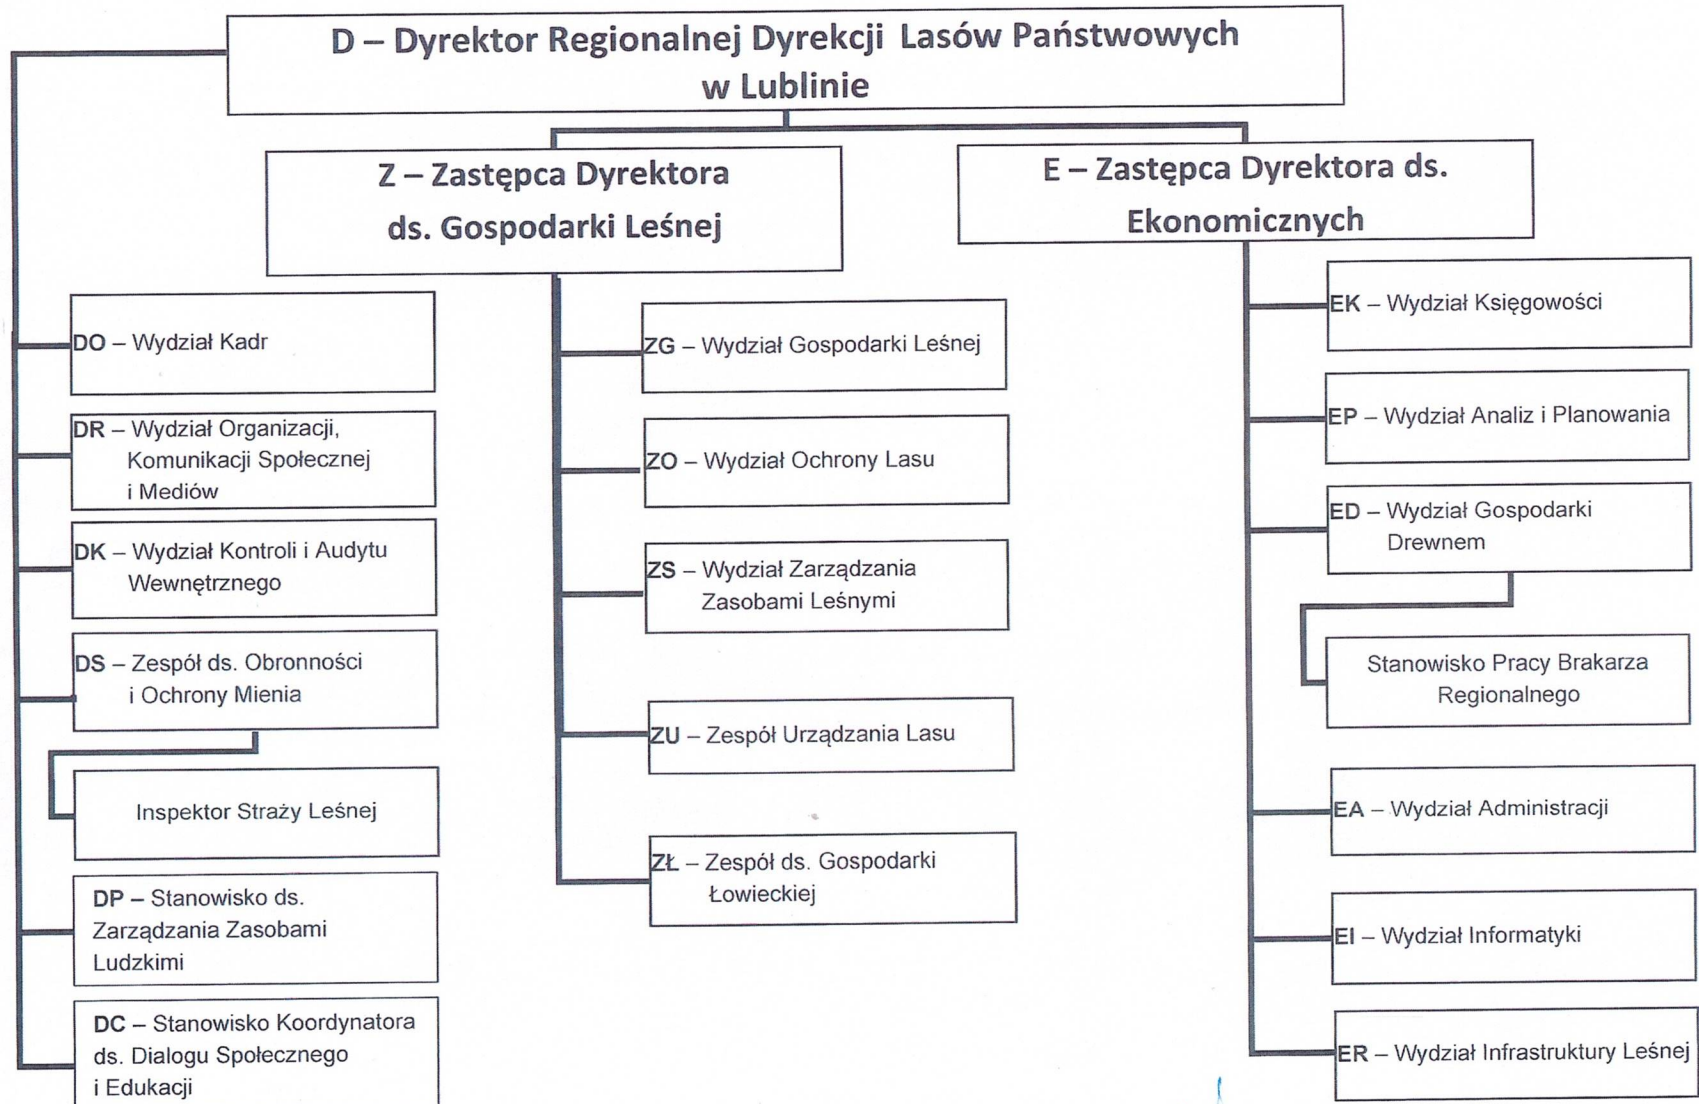 D – Dyrektor Regionalnej Dyrekcji Lasów Państwowych
w Lublinie
Z – Zastępca Dyrektora
ds. Gospodarki Leśnej
E – Zastępca Dyrektora ds.
Ekonomicznych
DO – Wydział Kadr
DR – Wydział Organizacji,
Komunikacji Społecznej
i Mediów
DK – Wydział Kontroli i Audytu
Wewnętrznego
DS – Zespół ds. Obronności
i Ochrony Mienia
Inspektor Straży Leśnej
DP – Stanowisko ds.
Zarządzania Zasobami
Ludzkimi
DC – Stanowisko Koordynatora
ds. Dialogu Społecznego
i Edukacji
ZG – Wydział Gospodarki Leśnej
ZO – Wydział Ochrony Lasu
ZS – Wydział Zarządzania
Zasobami Leśnymi
ZU – Zespół Urządzania Lasu
ZŁ – Zespół ds. Gospodarki
Łowieckiej
EK – Wydział Księgowości
EP – Wydział Analiz i Planowania
ED – Wydział Gospodarki
Drewnem
Stanowisko Pracy Brakarza
Regionalnego
EA – Wydział Administracji
EI – Wydział Informatyki
ER – Wydział Infrastruktury Leśnej